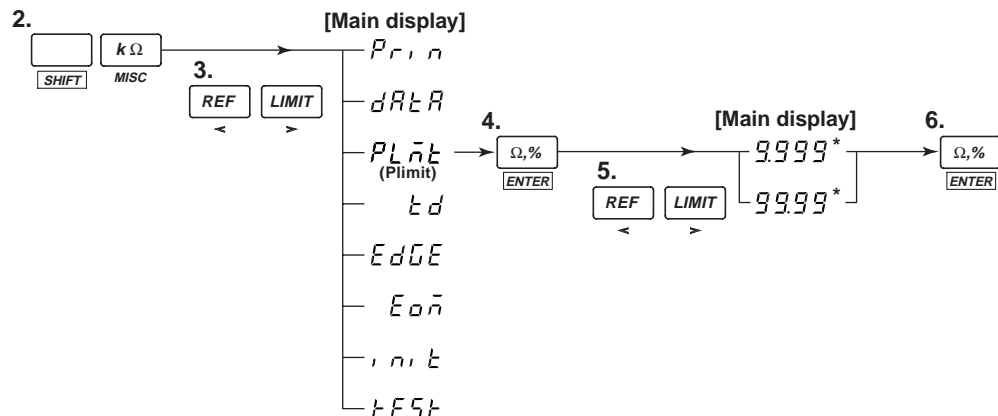 2.
[Main display]
k Ω
SHIFT
MISC
3.
REF
LIMIT
<
>
Prin
dAtA
PLmt
(Plimit)
td
EdGE
Eom
init
tESt
4.
Ω,%
ENTER
5.
REF
LIMIT
<
>
[Main display]
9.999*
99.99*
6.
Ω,%
ENTER